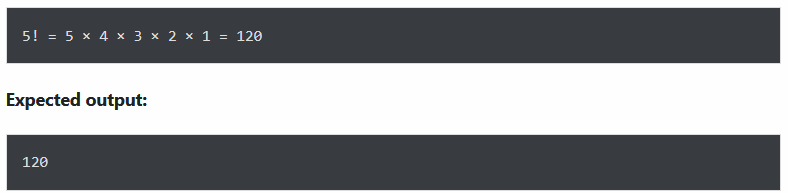 5! = 5 × 4 × 3 × 2 × 1 = 120
Expected output:
120